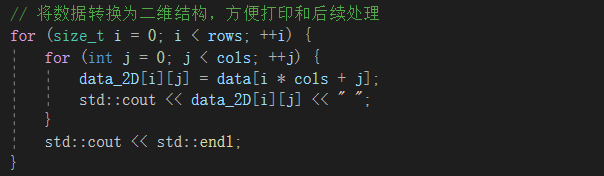 // 将数据转换为二维结构，方便打印和后续处理
for (size_t i = 0; i < rows; ++i) {
    for (int j = 0; j < cols; ++j) {
        data_2D[i][j] = data[i * cols + j];
        std::cout << data_2D[i][j] << " ";
    }
    std::cout << std::endl;
}